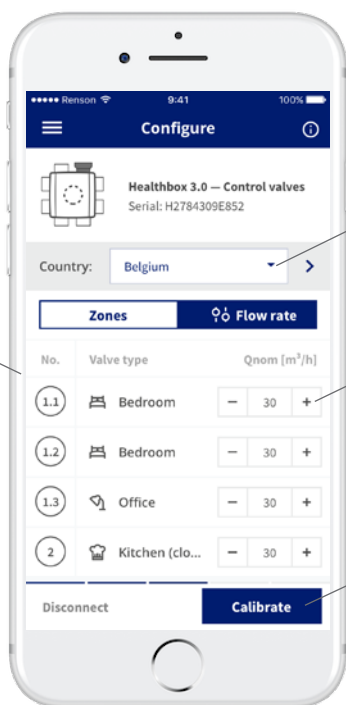 Renson 9:41 100%
Configure
Healthbox 3.0 — Control valves
Serial: H2784309E852
Country: Belgium
Zones Flow rate
No. Valve type Qnom [m³/h]
1.1 Bedroom − 30 +
1.2 Bedroom − 30 +
1.3 Office − 30 +
2 Kitchen (clo... − 30 +
Disconnect Calibrate